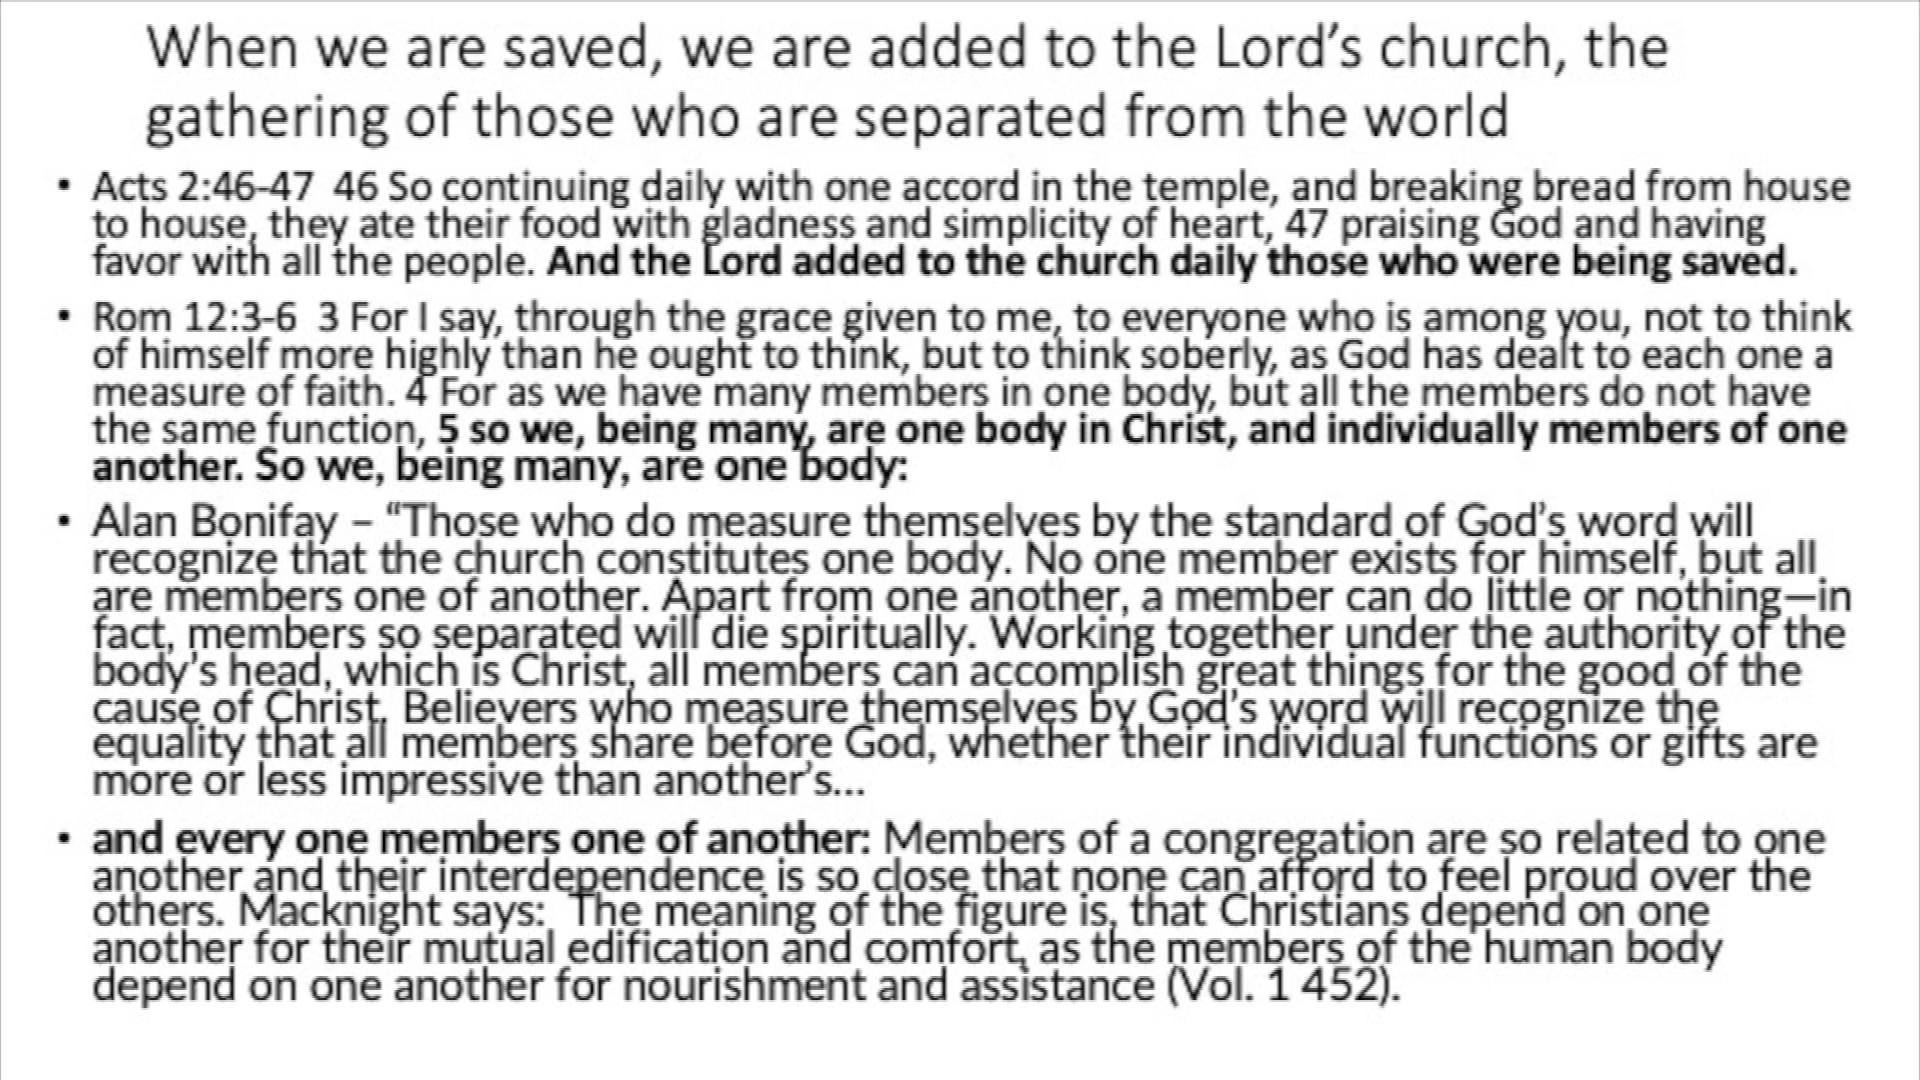 When we are saved, we are added to the Lord’s church, the
gathering of those who are separated from the world
• Acts 2:46-47  46 So continuing daily with one accord in the temple, and breaking bread from house
to house, they ate their food with gladness and simplicity of heart, 47 praising God and having
favor with all the people. And the Lord added to the church daily those who were being saved.
• Rom 12:3-6  3 For I say, through the grace given to me, to everyone who is among you, not to think
of himself more highly than he ought to think, but to think soberly, as God has dealt to each one a
measure of faith. 4 For as we have many members in one body, but all the members do not have
the same function, 5 so we, being many, are one body in Christ, and individually members of one
another. So we, being many, are one body:
• Alan Bonifay – “Those who do measure themselves by the standard of God’s word will
recognize that the church constitutes one body. No one member exists for himself, but all
are members one of another. Apart from one another, a member can do little or nothing—in
fact, members so separated will die spiritually. Working together under the authority of the
body’s head, which is Christ, all members can accomplish great things for the good of the
cause of Christ. Believers who measure themselves by God’s word will recognize the
equality that all members share before God, whether their individual functions or gifts are
more or less impressive than another’s...
• and every one members one of another: Members of a congregation are so related to one
another and their interdependence is so close that none can afford to feel proud over the
others. Macknight says:  The meaning of the figure is, that Christians depend on one
another for their mutual edification and comfort, as the members of the human body
depend on one another for nourishment and assistance (Vol. 1 452).